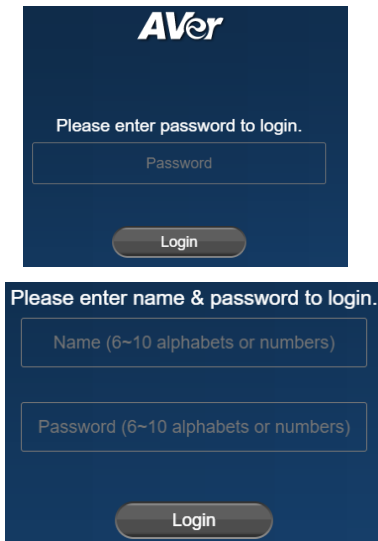 AVer
Please enter password to login.
Password
Login
Please enter name & password to login.
Name (6~10 alphabets or numbers)
Password (6~10 alphabets or numbers)
Login